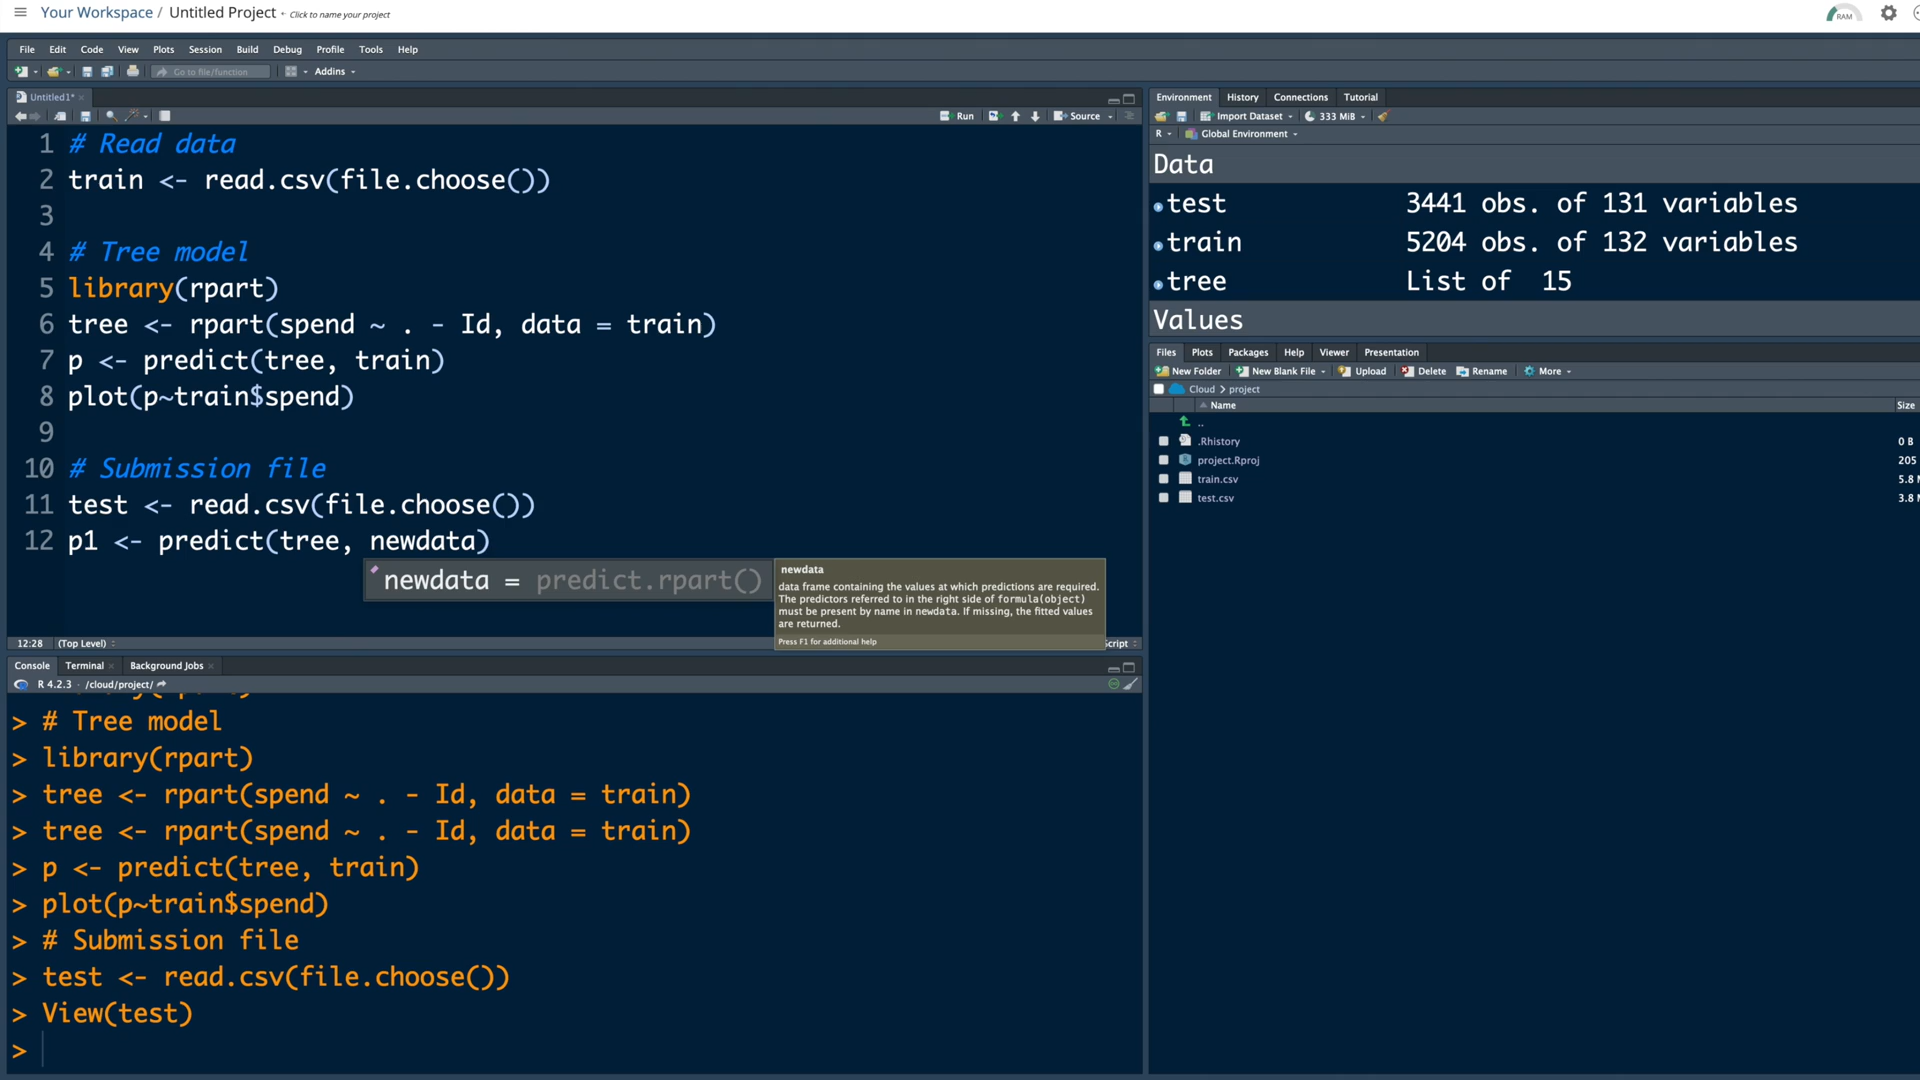 Your Workspace / Untitled Project Click to name your project
RAM
File Edit Code View Plots Session Build Debug Profile Tools Help
Go to file/function Addins
Untitled1*
Run Source
1 # Read data
2 train <- read.csv(file.choose())
3
4 # Tree model
5 library(rpart)
6 tree <- rpart(spend ~ . - Id, data = train)
7 p <- predict(tree, train)
8 plot(p~train$spend)
9
10 # Submission file
11 test <- read.csv(file.choose())
12 p1 <- predict(tree, newdata)
newdata = predict.rpart()
newdata
data frame containing the values at which predictions are required.
The predictors referred to in the right side of formula(object)
must be present by name in newdata. If missing, the fitted values
are returned.
Press F1 for additional help
12:28 (Top Level) Script
Console Terminal Background Jobs
R 4.2.3 · /cloud/project/
> # Tree model
> library(rpart)
> tree <- rpart(spend ~ . - Id, data = train)
> tree <- rpart(spend ~ . - Id, data = train)
> p <- predict(tree, train)
> plot(p~train$spend)
> # Submission file
> test <- read.csv(file.choose())
> View(test)
>
Environment History Connections Tutorial
Import Dataset 333 MiB
R Global Environment
Data
test 3441 obs. of 131 variables
train 5204 obs. of 132 variables
tree List of 15
Values
Files Plots Packages Help Viewer Presentation
New Folder New Blank File Upload Delete Rename More
Cloud > project
Name Size
..
.Rhistory 0 B
project.Rproj 205
train.csv 5.8
test.csv 3.8